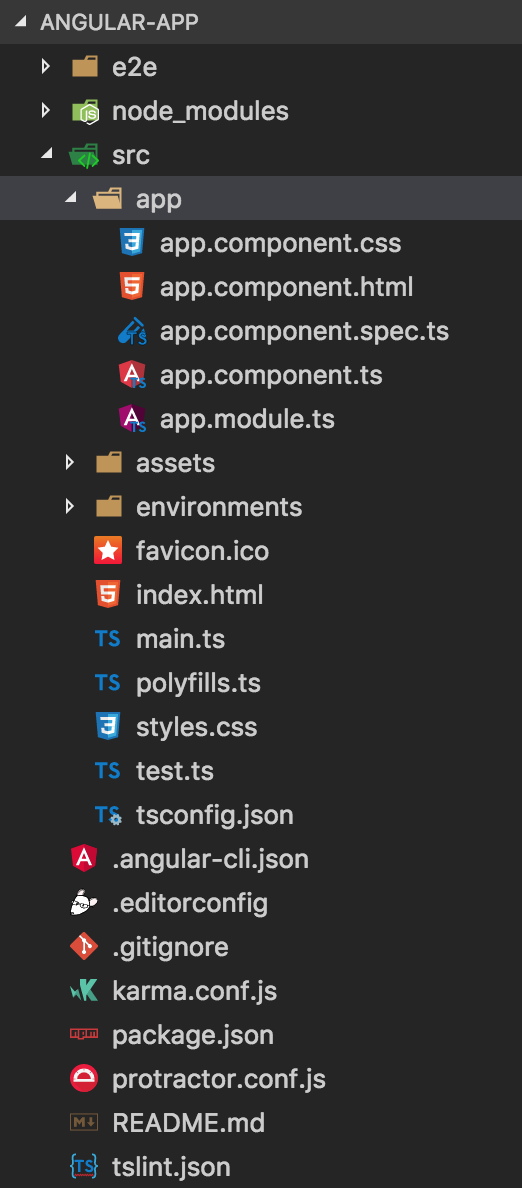 ANGULAR-APP
e2e
node_modules
src
app
app.component.css
app.component.html
app.component.spec.ts
app.component.ts
app.module.ts
assets
environments
favicon.ico
index.html
main.ts
polyfills.ts
styles.css
test.ts
tsconfig.json
.angular-cli.json
.editorconfig
.gitignore
karma.conf.js
package.json
protractor.conf.js
README.md
tslint.json